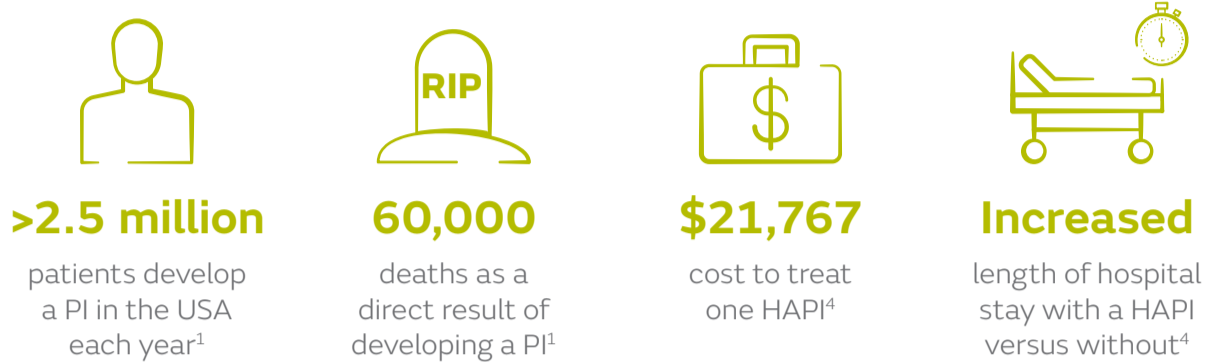 RIP
$
>2.5 million
patients develop
a PI in the USA
each year¹
60,000
deaths as a
direct result of
developing a PI¹
$21,767
cost to treat
one HAPI⁴
Increased
length of hospital
stay with a HAPI
versus without⁴